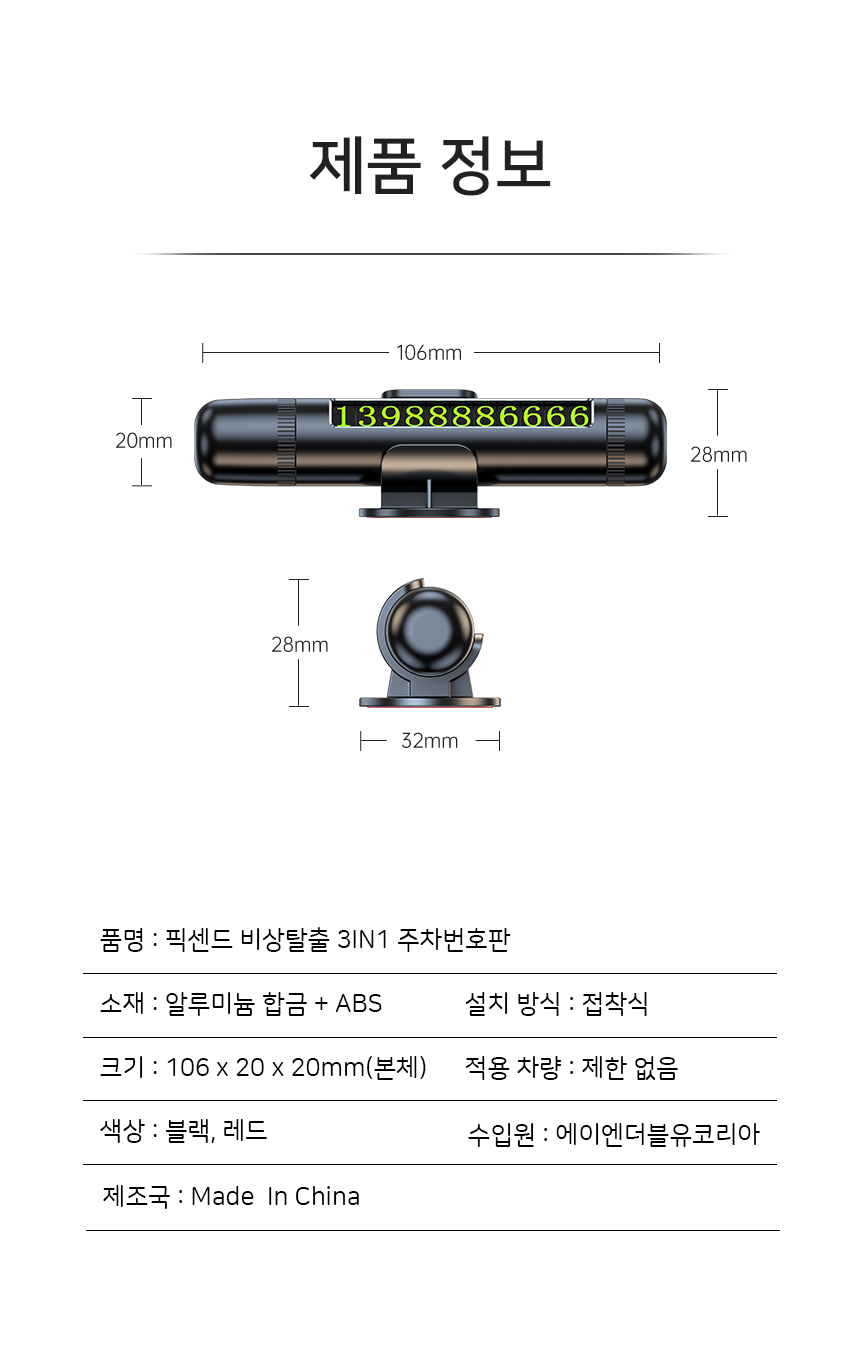 제품 정보
106mm
13988886666
20mm
28mm
28mm
32mm
품명 : 픽센드 비상탈출 3IN1 주차번호판
소재 : 알루미늄 합금 + ABS
설치 방식 : 접착식
크기 : 106 x 20 x 20mm(본체)
적용 차량 : 제한 없음
색상 : 블랙, 레드
수입원 : 에이엔더블유코리아
제조국 : Made In China